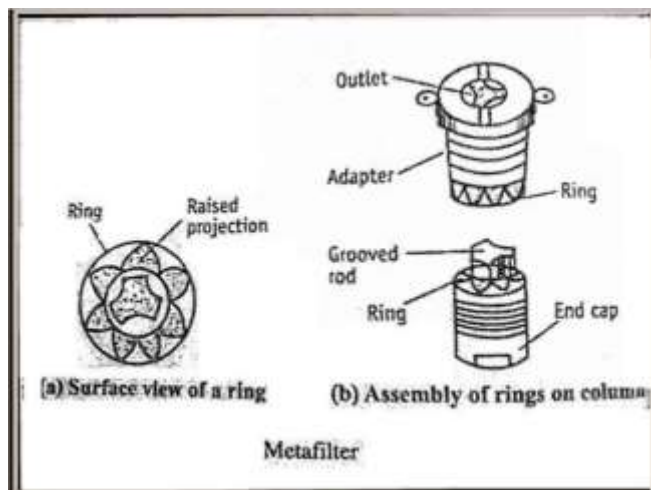 Outlet
Adapter
Ring
Ring
Raised
projection
Grooved
rod
Ring
End cap
(a) Surface view of a ring
(b) Assembly of rings on column
Metafilter